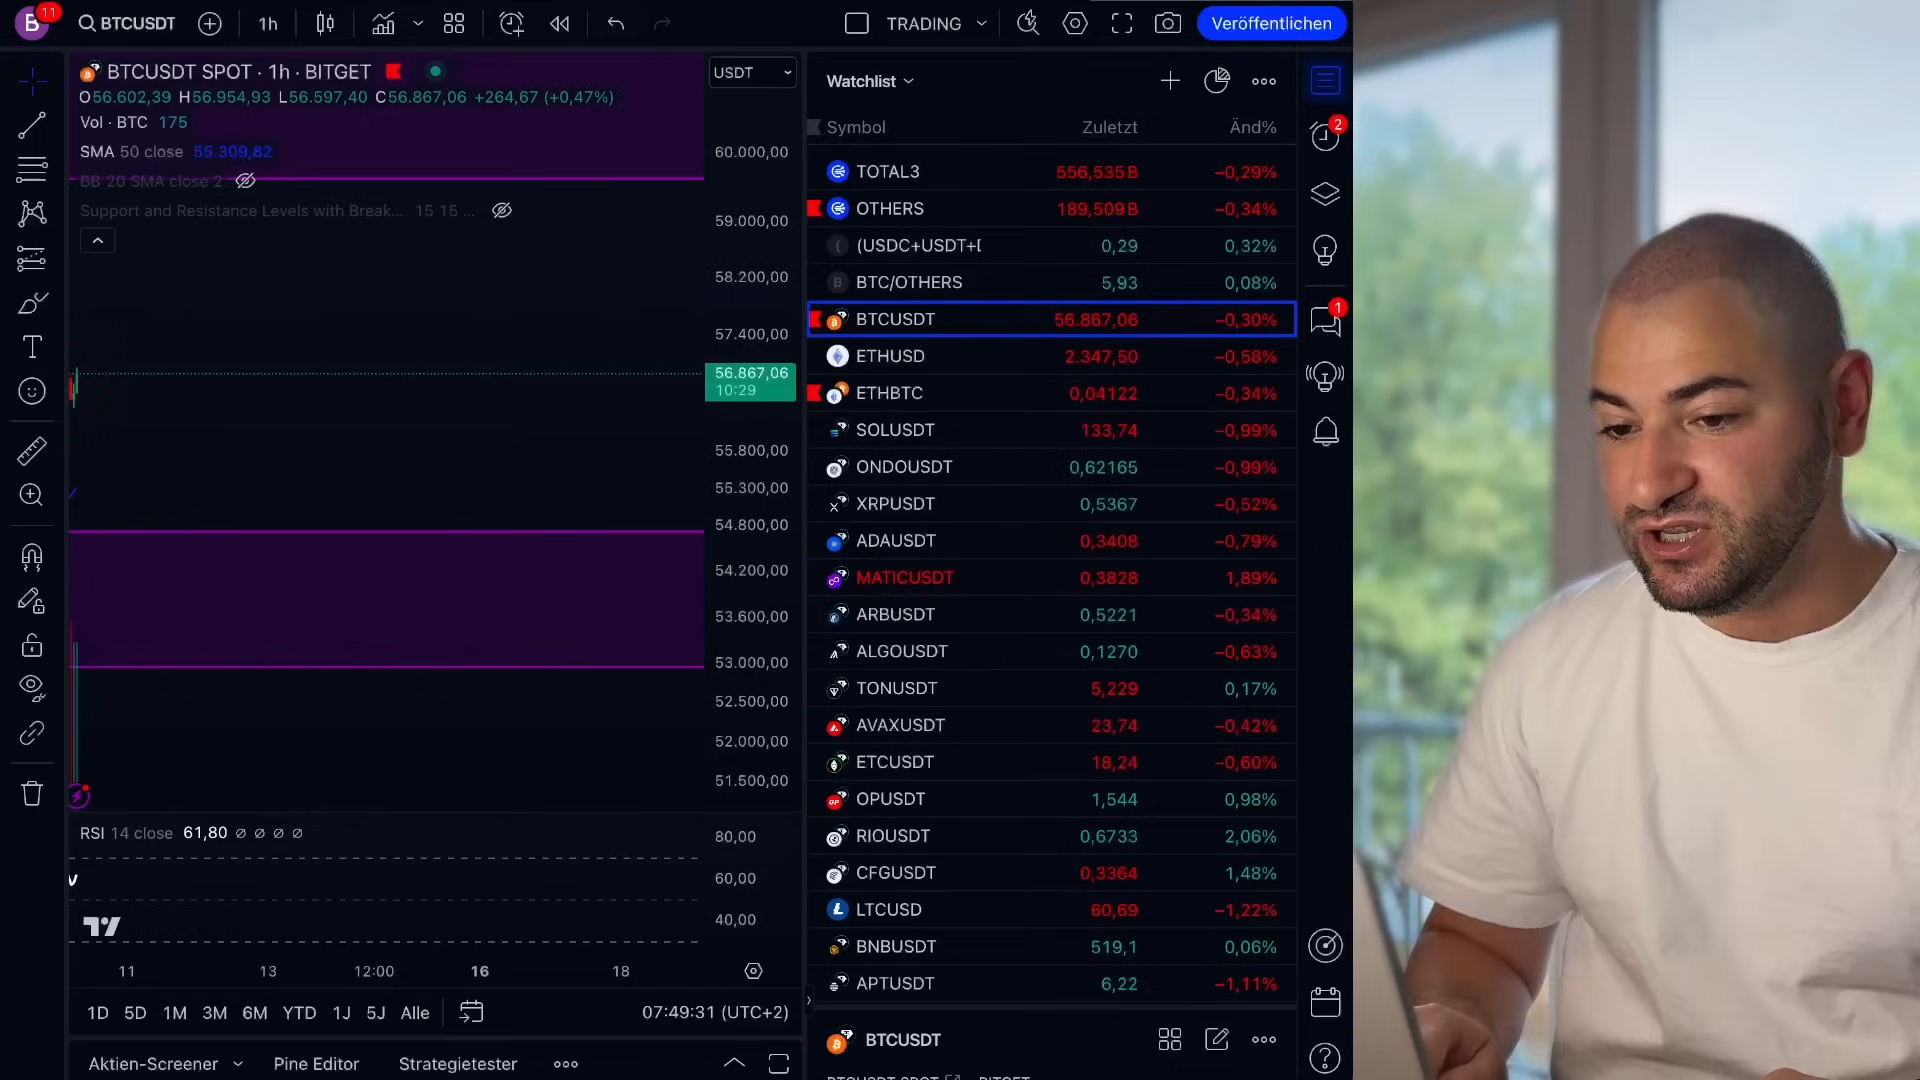 B 11 BTCUSDT 1h TRADING Veröffentlichen
BTCUSDT SPOT · 1h · BITGET
USDT
O56.602,39 H56.954,93 L56.597,40 C56.867,06 +264,67 (+0,47%)
Vol · BTC 175
SMA 50 close 55.309,82
BB 20 SMA close 2
Support and Resistance Levels with Break... 15 15 ...
60.000,00
59.000,00
58.200,00
57.400,00
56.867,06
10:29
55.800,00
55.300,00
54.800,00
54.200,00
53.600,00
53.000,00
52.500,00
52.000,00
51.500,00
RSI 14 close 61,80 ∅ ∅ ∅ ∅
80,00
60,00
40,00
11 13 12:00 16 18
1D 5D 1M 3M 6M YTD 1J 5J Alle
07:49:31 (UTC+2)
Aktien-Screener Pine Editor Strategietester
Watchlist
Symbol Zuletzt Änd%
TOTAL3 556,535B −0,29%
OTHERS 189,509B −0,34%
(USDC+USDT+D 0,29 0,32%
B BTC/OTHERS 5,93 0,08%
BTCUSDT 56.867,06 −0,30%
ETHUSD 2.347,50 −0,58%
ETHBTC 0,04122 −0,34%
SOLUSDT 133,74 −0,99%
ONDOUSDT 0,62165 −0,99%
XRPUSDT 0,5367 −0,52%
ADAUSDT 0,3408 −0,79%
MATICUSDT 0,3828 1,89%
ARBUSDT 0,5221 −0,34%
ALGOUSDT 0,1270 −0,63%
TONUSDT 5,229 0,17%
AVAXUSDT 23,74 −0,42%
ETCUSDT 18,24 −0,60%
OPUSDT 1,544 0,98%
RIOUSDT 0,6733 2,06%
CFGUSDT 0,3364 1,48%
LTCUSD 60,69 −1,22%
BNBUSDT 519,1 0,06%
APTUSDT 6,22 −1,11%
BTCUSDT
BTCUSDT SPOT BITGET
2
1